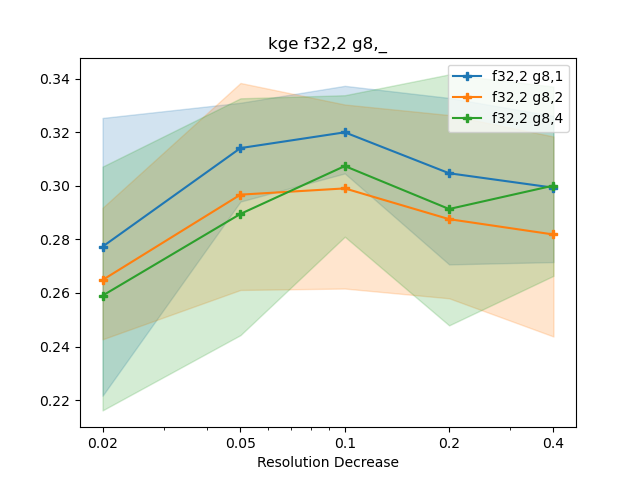 kge f32,2 g8,_
f32,2 g8,1
f32,2 g8,2
f32,2 g8,4
0.34
0.32
0.30
0.28
0.26
0.24
0.22
0.02 0.05 0.1 0.2 0.4
Resolution Decrease